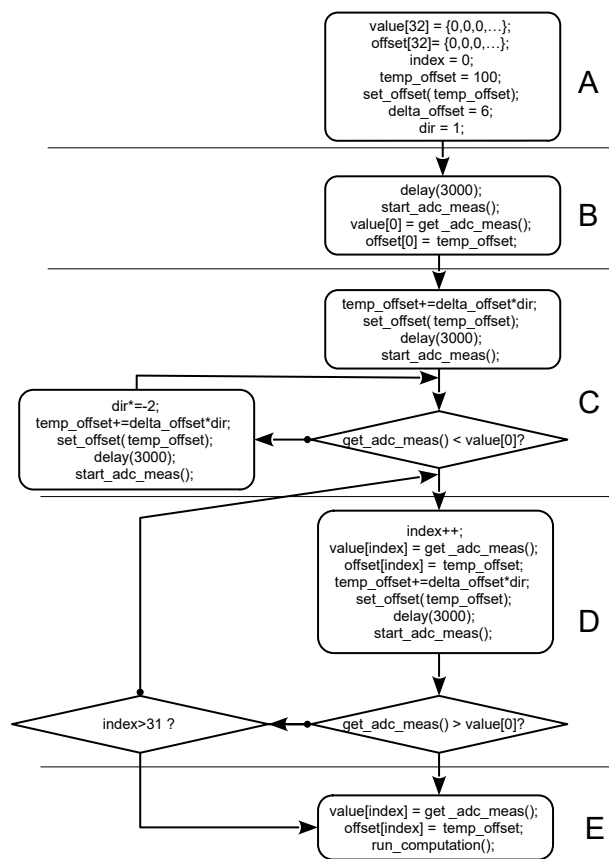 value[32] = {0,0,0,…};
offset[32]= {0,0,0,…};
index = 0;
temp_offset = 100;
set_offset( temp_offset);
delta_offset = 6;
dir = 1;
A
delay(3000);
start_adc_meas();
value[0] = get _adc_meas();
offset[0] = temp_offset;
B
temp_offset+=delta_offset*dir;
set_offset( temp_offset);
delay(3000);
start_adc_meas();
C
dir*=-2;
temp_offset+=delta_offset*dir;
set_offset( temp_offset);
delay(3000);
start_adc_meas();
get_adc_meas() < value[0]?
index++;
value[index] = get _adc_meas();
offset[index] = temp_offset;
temp_offset+=delta_offset*dir;
set_offset( temp_offset);
delay(3000);
start_adc_meas();
D
index>31 ?
get_adc_meas() > value[0]?
value[index] = get _adc_meas();
offset[index] = temp_offset;
run_computation();
E